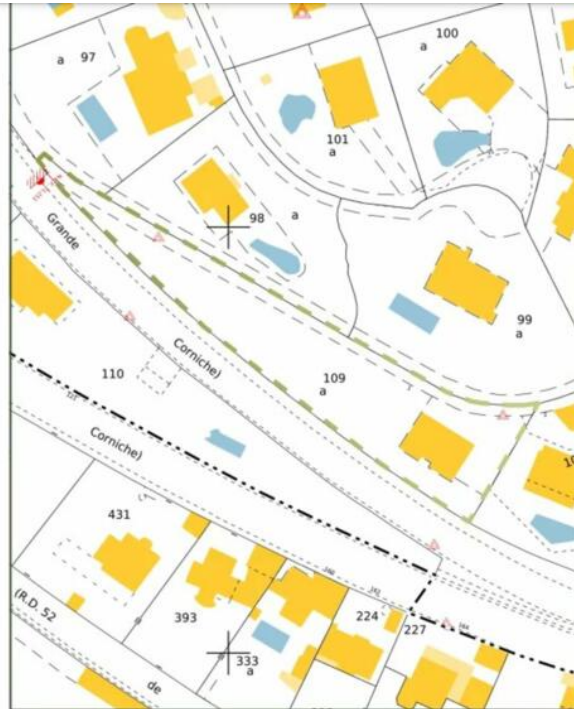 100
a
a 97
101
a
98
a
Grande
99
a
Corniche)
110
109
a
Corniche)
431
(R.D. 52
393
224
227
333
a
de